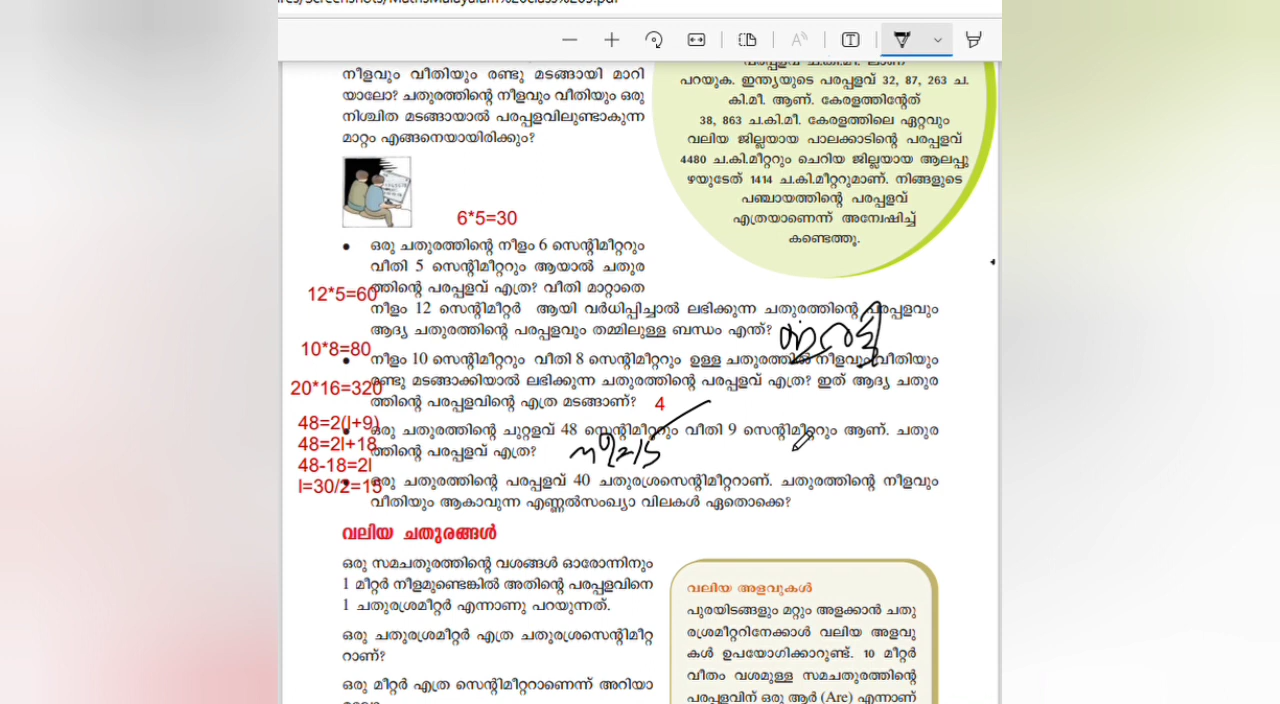 നീളവും വീതിയും രണ്ടു മടങ്ങായി മാറി
യാലോ? ചതുരത്തിന്റെ നീളവും വീതിയും ഒരു
നിശ്ചിത മടങ്ങായാൽ പരപ്പളവിലുണ്ടാകുന്ന
മാറ്റം എങ്ങനെയായിരിക്കും?
പറയുക. ഇന്ത്യയുടെ പരപ്പളവ് 32, 87, 263 ച.
കി.മീ. ആണ്. കേരളത്തിന്റേത്
38, 863 ച.കി.മീ. കേരളത്തിലെ ഏറ്റവും
വലിയ ജില്ലയായ പാലക്കാടിന്റെ പരപ്പളവ്
4480 ച.കി.മീറ്ററും ചെറിയ ജില്ലയായ ആലപ്പു
ഴയുടേത് 1414 ച.കി.മീറ്ററുമാണ്. നിങ്ങളുടെ
പഞ്ചായത്തിന്റെ പരപ്പളവ്
എത്രയാണെന്ന് അന്വേഷിച്ച്
കണ്ടെത്തൂ.
6*5=30
• ഒരു ചതുരത്തിന്റെ നീളം 6 സെന്റിമീറ്ററും
വീതി 5 സെന്റിമീറ്ററും ആയാൽ ചതുര
ത്തിന്റെ പരപ്പളവ് എത്ര? വീതി മാറ്റാതെ
12*5=60
നീളം 12 സെന്റിമീറ്റർ ആയി വർധിപ്പിച്ചാൽ ലഭിക്കുന്ന ചതുരത്തിന്റെ പരപ്പളവും
ആദ്യ ചതുരത്തിന്റെ പരപ്പളവും തമ്മിലുള്ള ബന്ധം എന്ത്?
10*8=80
• നീളം 10 സെന്റിമീറ്ററും വീതി 8 സെന്റിമീറ്ററും ഉള്ള ചതുരത്തിൽ നീളവും വീതിയും
രണ്ടു മടങ്ങാക്കിയാൽ ലഭിക്കുന്ന ചതുരത്തിന്റെ പരപ്പളവ് എത്ര? ഇത് ആദ്യ ചതുര
20*16=320
ത്തിന്റെ പരപ്പളവിന്റെ എത്ര മടങ്ങാണ്? 4
48=2(l+9)
• ഒരു ചതുരത്തിന്റെ ചുറ്റളവ് 48 സെന്റിമീറ്ററും വീതി 9 സെന്റിമീറ്ററും ആണ്. ചതുര
48=2l+18
ത്തിന്റെ പരപ്പളവ് എത്ര?
48-18=2l
l=30/2=15
• ഒരു ചതുരത്തിന്റെ പരപ്പളവ് 40 ചതുരശ്രസെന്റിമീറ്ററാണ്. ചതുരത്തിന്റെ നീളവും
വീതിയും ആകാവുന്ന എണ്ണൽസംഖ്യാ വിലകൾ ഏതൊക്കെ?
വലിയ ചതുരങ്ങൾ
ഒരു സമചതുരത്തിന്റെ വശങ്ങൾ ഓരോന്നിനും
1 മീറ്റർ നീളമുണ്ടെങ്കിൽ അതിന്റെ പരപ്പളവിനെ
1 ചതുരശ്രമീറ്റർ എന്നാണു പറയുന്നത്.
ഒരു ചതുരശ്രമീറ്റർ എത്ര ചതുരശ്രസെന്റിമീറ്റ
റാണ്?
ഒരു മീറ്റർ എത്ര സെന്റിമീറ്ററാണെന്ന് അറിയാ
വലിയ അളവുകൾ
പുരയിടങ്ങളും മറ്റും അളക്കാൻ ചതു
രശ്രമീറ്ററിനേക്കാൾ വലിയ അളവു
കൾ ഉപയോഗിക്കാറുണ്ട്. 10 മീറ്റർ
വീതം വശമുള്ള സമചതുരത്തിന്റെ
പരപ്പളവിന് ഒരു ആർ (Are) എന്നാണ്